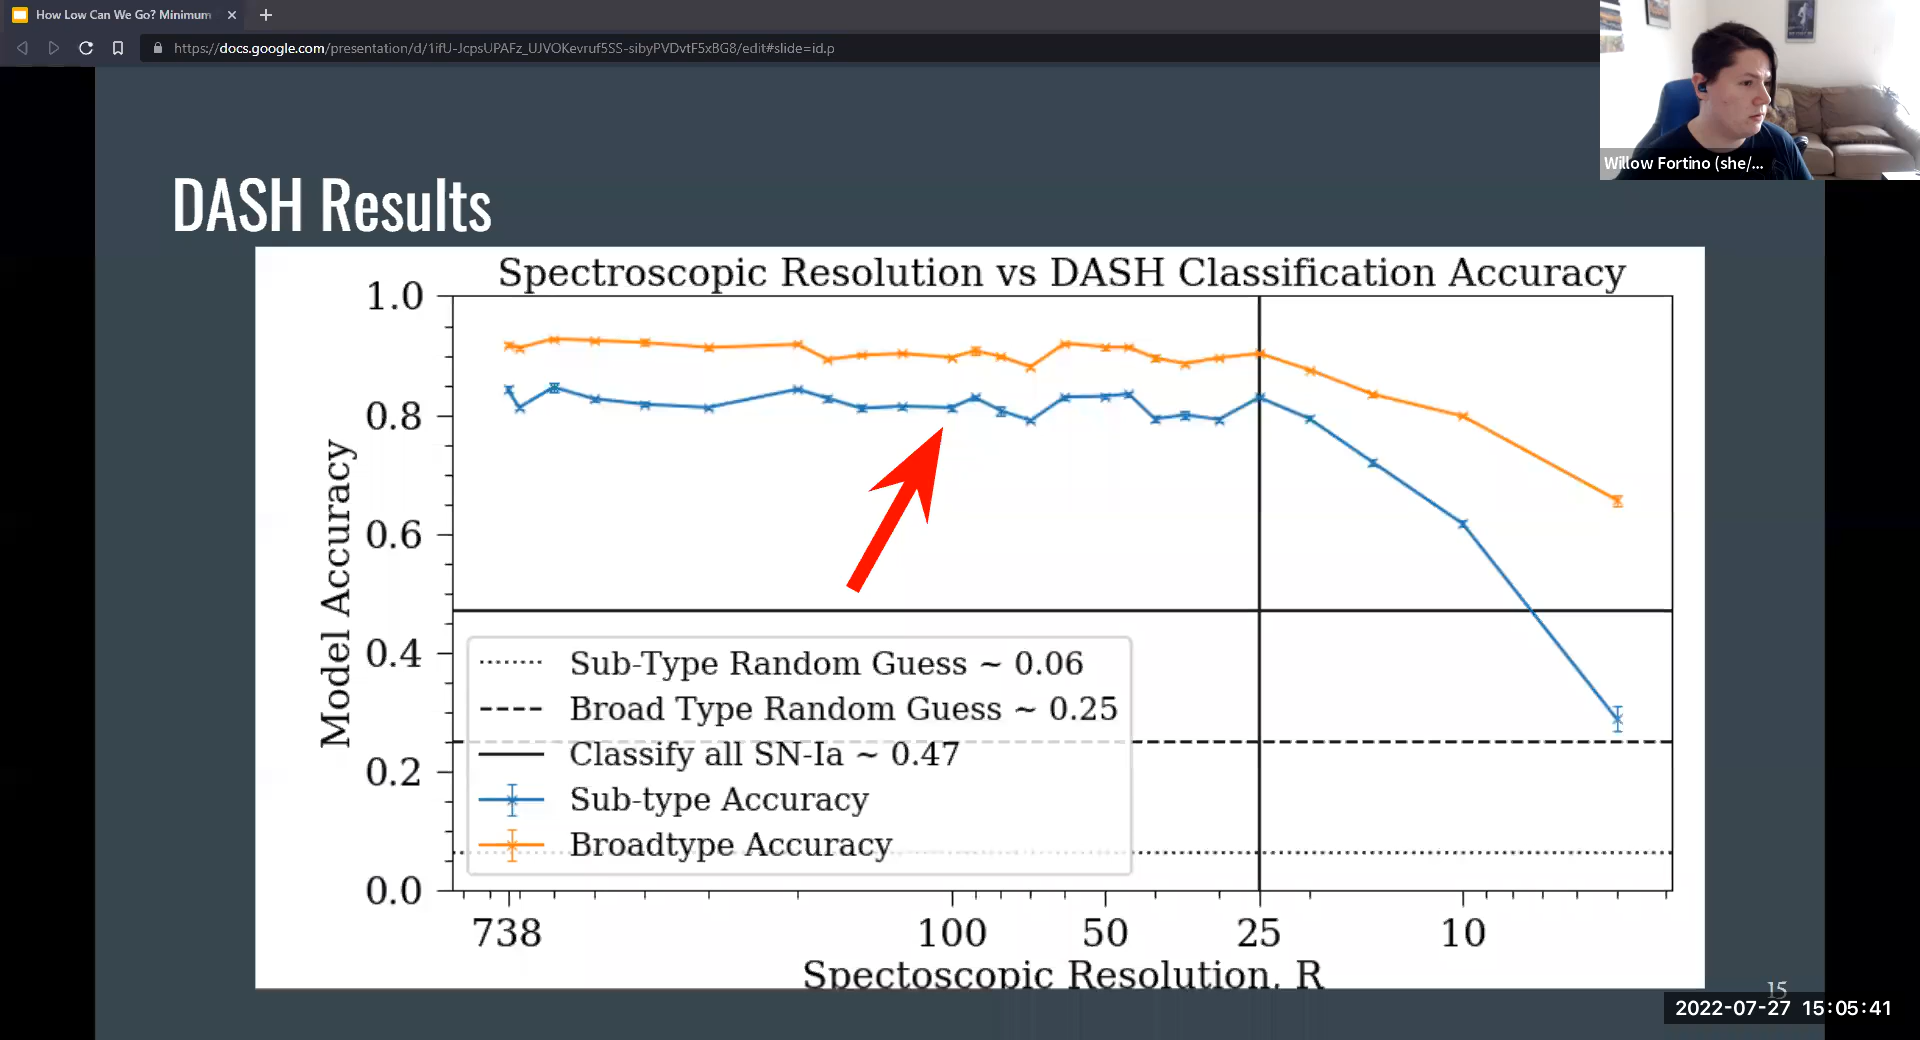 How Low Can We Go? Minimum
https://docs.google.com/presentation/d/1ifU-JcpsUPAFz_UJVOKevruf5SS-sibyPVDvtF5xBG8/edit#slide=id.p
Willow Fortino (she/...
DASH Results
Spectroscopic Resolution vs DASH Classification Accuracy
1.0
0.8
0.6
0.4
0.2
0.0
Model Accuracy
Sub-Type Random Guess ~ 0.06
Broad Type Random Guess ~ 0.25
Classify all SN-Ia ~ 0.47
Sub-type Accuracy
Broadtype Accuracy
738 100 50 25 10
Spectoscopic Resolution, R
15
2022-07-27 15:05:41